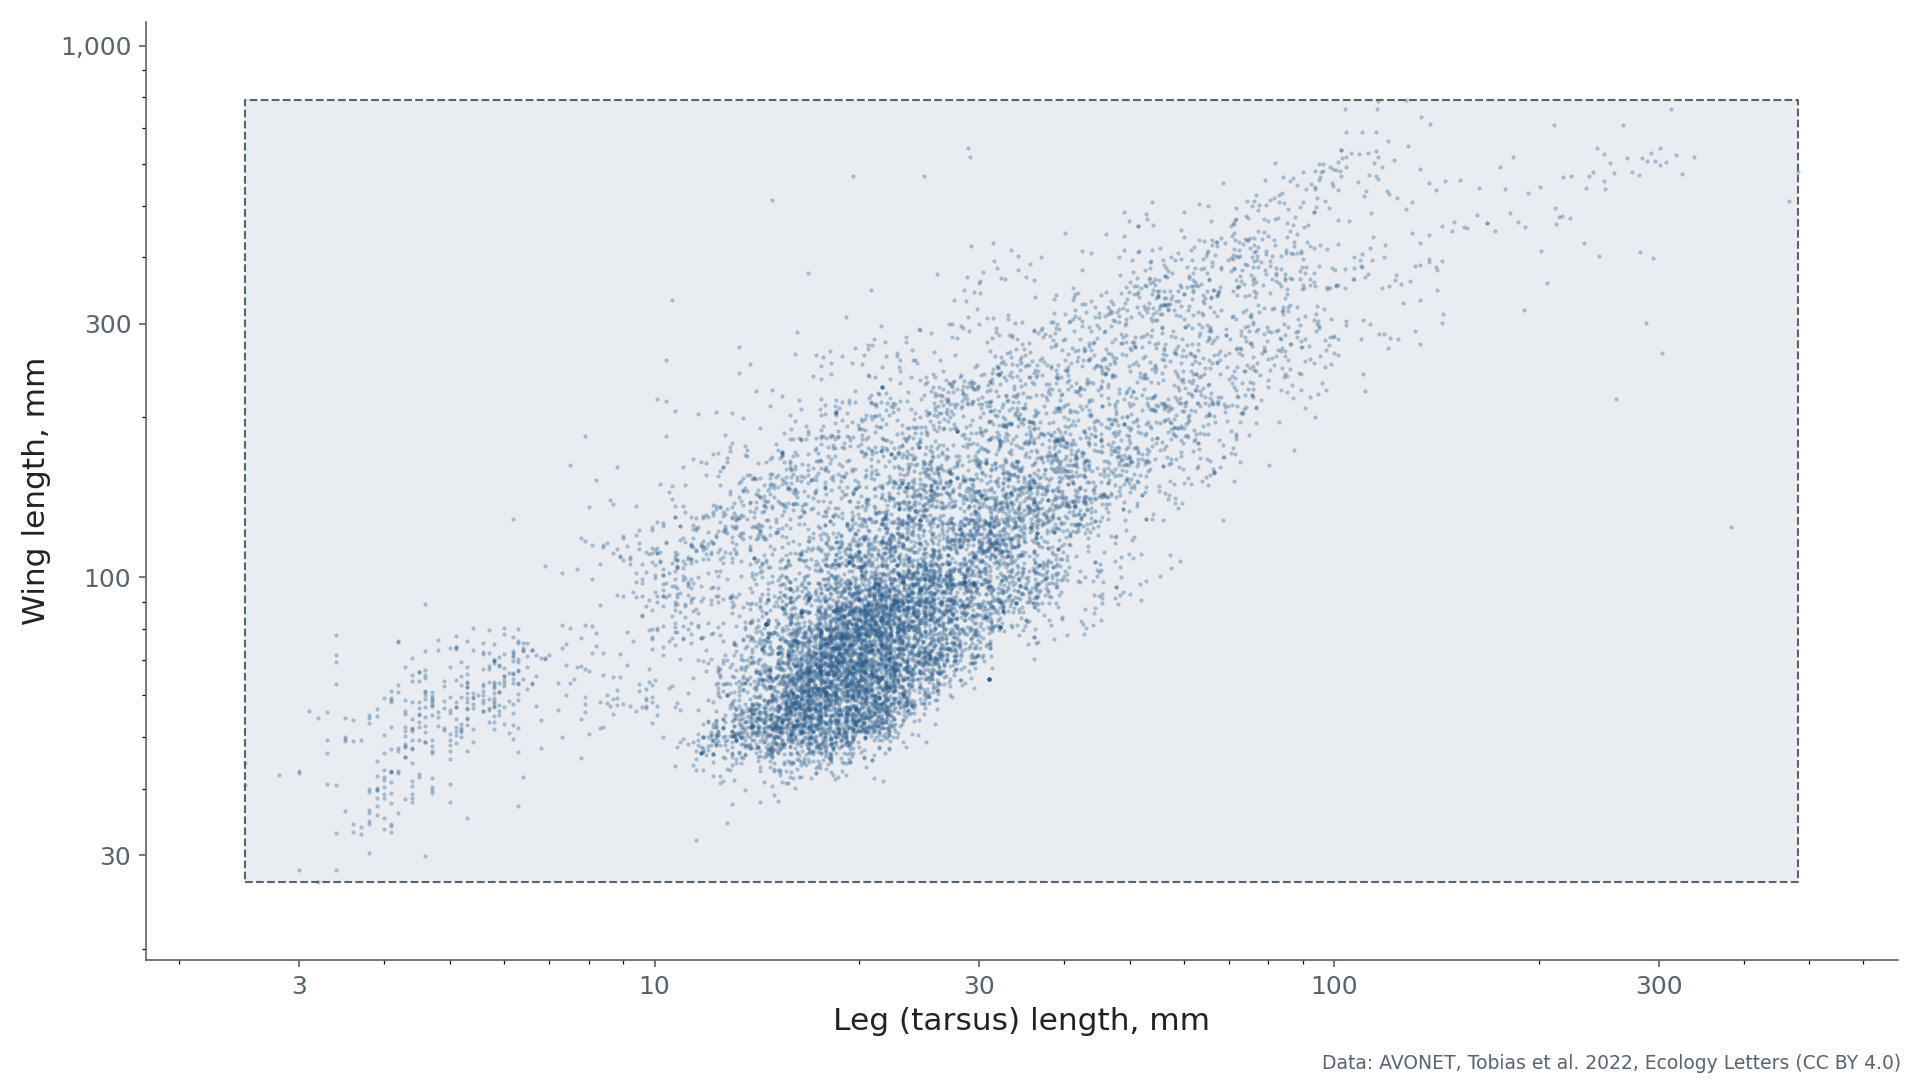 1,000
300
100
30
Wing length, mm
3 10 30 100 300
Leg (tarsus) length, mm
Data: AVONET, Tobias et al. 2022, Ecology Letters (CC BY 4.0)